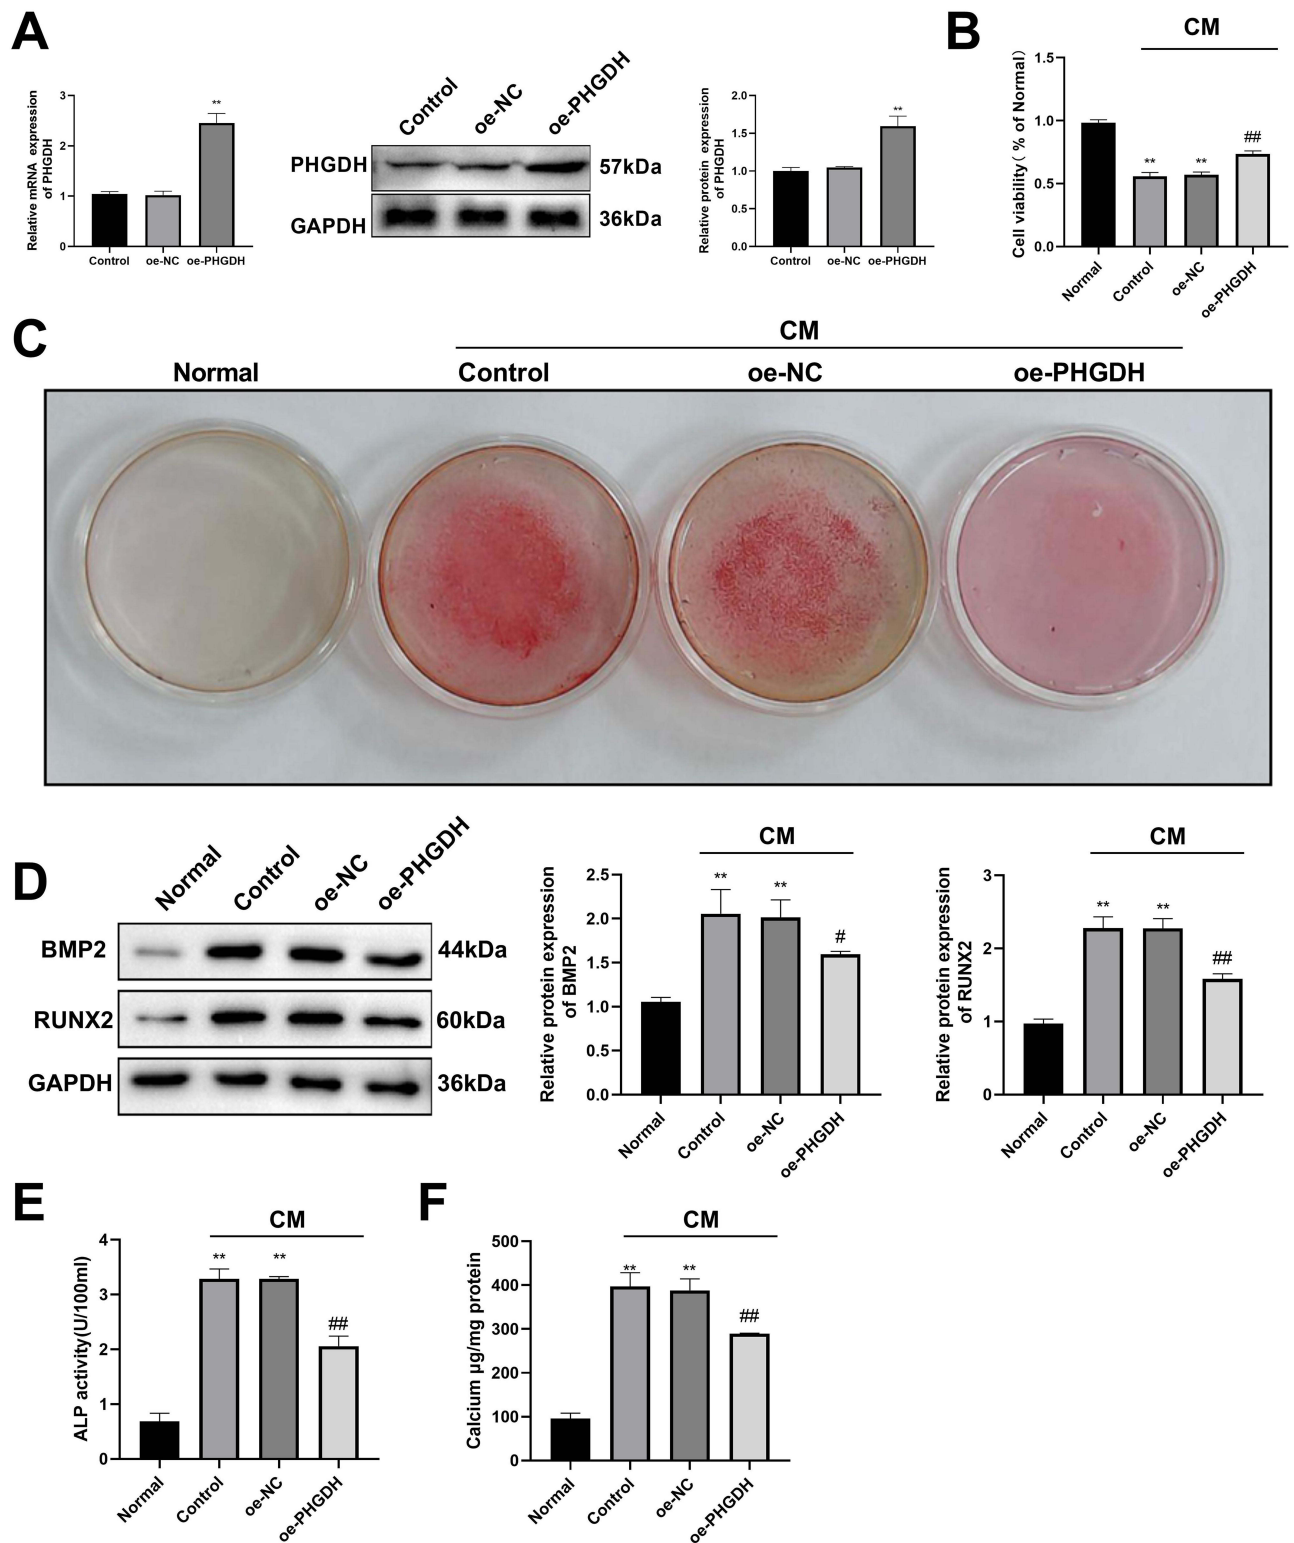 A
Relative mRNA expression
of PHGDH
3
2
1
0
**
Control oe-NC oe-PHGDH
Control oe-NC oe-PHGDH
PHGDH 57kDa
GAPDH 36kDa
Relative protein expression
of PHGDH
2.0
1.5
1.0
0.5
0.0
**
Control oe-NC oe-PHGDH
B
CM
Cell viability( % of Normal)
1.5
1.0
0.5
0.0
** ** ##
Normal Control oe-NC oe-PHGDH
C
CM
Normal Control oe-NC oe-PHGDH
D
Normal Control oe-NC oe-PHGDH
BMP2 44kDa
RUNX2 60kDa
GAPDH 36kDa
CM
Relative protein expression
of BMP2
2.5
2.0
1.5
1.0
0.5
0.0
** ** #
Normal Control oe-NC oe-PHGDH
CM
Relative protein expression
of RUNX2
3
2
1
0
** ** ##
Normal Control oe-NC oe-PHGDH
E
CM
ALP activity(U/100ml)
4
3
2
1
0
** ** ##
Normal Control oe-NC oe-PHGDH
F
CM
Calcium μg/mg protein
500
400
300
200
100
0
** ** ##
Normal Control oe-NC oe-PHGDH